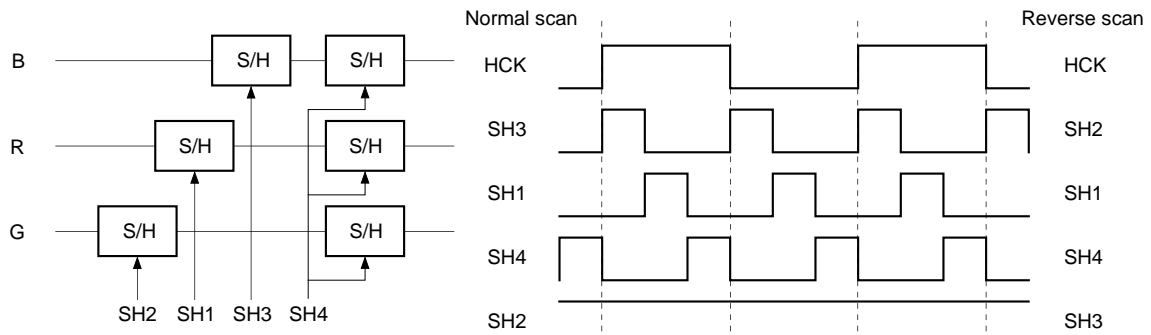 Normal scan Reverse scan
B S/H S/H HCK HCK
SH3 SH2
R S/H S/H
SH1 SH1
G S/H S/H
SH4 SH4
SH2 SH1 SH3 SH4 SH2 SH3